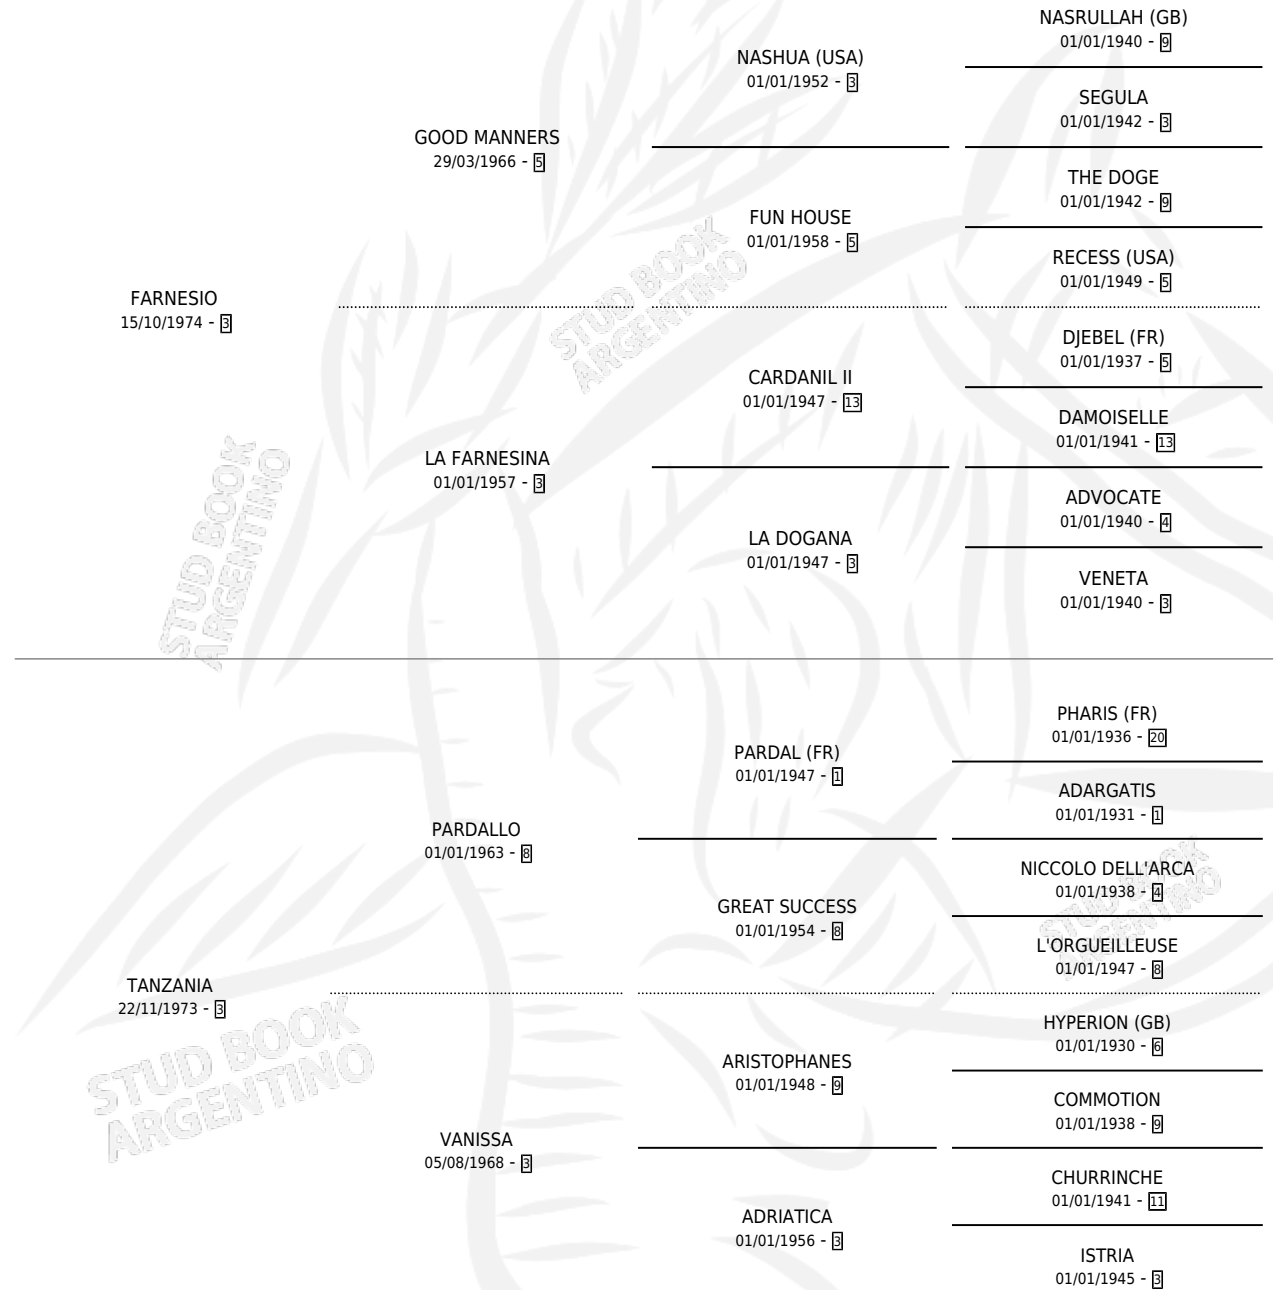 NASRULLAH (GB)
01/01/1940 - 9
NASHUA (USA)
01/01/1952 - 3
SEGULA
01/01/1942 - 3
GOOD MANNERS
29/03/1966 - 5
THE DOGE
01/01/1942 - 9
FUN HOUSE
01/01/1958 - 5
RECESS (USA)
01/01/1949 - 5
FARNESIO
15/10/1974 - 3
STUD BOOK
ARGENTINO
DJEBEL (FR)
01/01/1937 - 5
CARDANIL II
01/01/1947 - 13
DAMOISELLE
01/01/1941 - 13
LA FARNESINA
01/01/1957 - 3
ADVOCATE
01/01/1940 - 4
LA DOGANA
01/01/1947 - 3
VENETA
01/01/1940 - 3
STUD BOOK
ARGENTINO
PHARIS (FR)
01/01/1936 - 20
PARDAL (FR)
01/01/1947 - 1
ADARGATIS
01/01/1931 - 1
PARDALLO
01/01/1963 - 8
NICCOLO DELL'ARCA
01/01/1938 - 4
GREAT SUCCESS
01/01/1954 - 8
L'ORGUEILLEUSE
01/01/1947 - 8
STUD BOOK
ARGENTINO
TANZANIA
22/11/1973 - 3
HYPERION (GB)
01/01/1930 - 6
ARISTOPHANES
01/01/1948 - 9
COMMOTION
01/01/1938 - 9
VANISSA
05/08/1968 - 3
CHURRINCHE
01/01/1941 - 11
ADRIATICA
01/01/1956 - 3
ISTRIA
01/01/1945 - 3
STUD BOOK
ARGENTINO